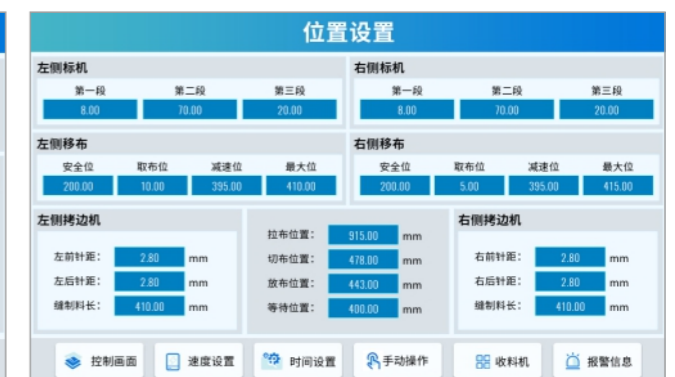 位置设置
左侧标机
第一段 第二段 第三段
8.00 70.00 20.00
右侧标机
第一段 第二段 第三段
8.00 70.00 20.00
左侧移布
安全位 取布位 减速位 最大位
200.00 10.00 395.00 410.00
右侧移布
安全位 取布位 减速位 最大位
200.00 5.00 395.00 415.00
左侧拷边机
左前针距： 2.80 mm
左后针距： 2.80 mm
缝制料长： 410.00 mm
拉布位置： 915.00 mm
切布位置： 478.00 mm
放布位置： 443.00 mm
等待位置： 400.00 mm
右侧拷边机
右前针距： 2.80 mm
右后针距： 2.80 mm
缝制料长： 410.00 mm
控制画面 速度设置 时间设置 手动操作 收料机 报警信息